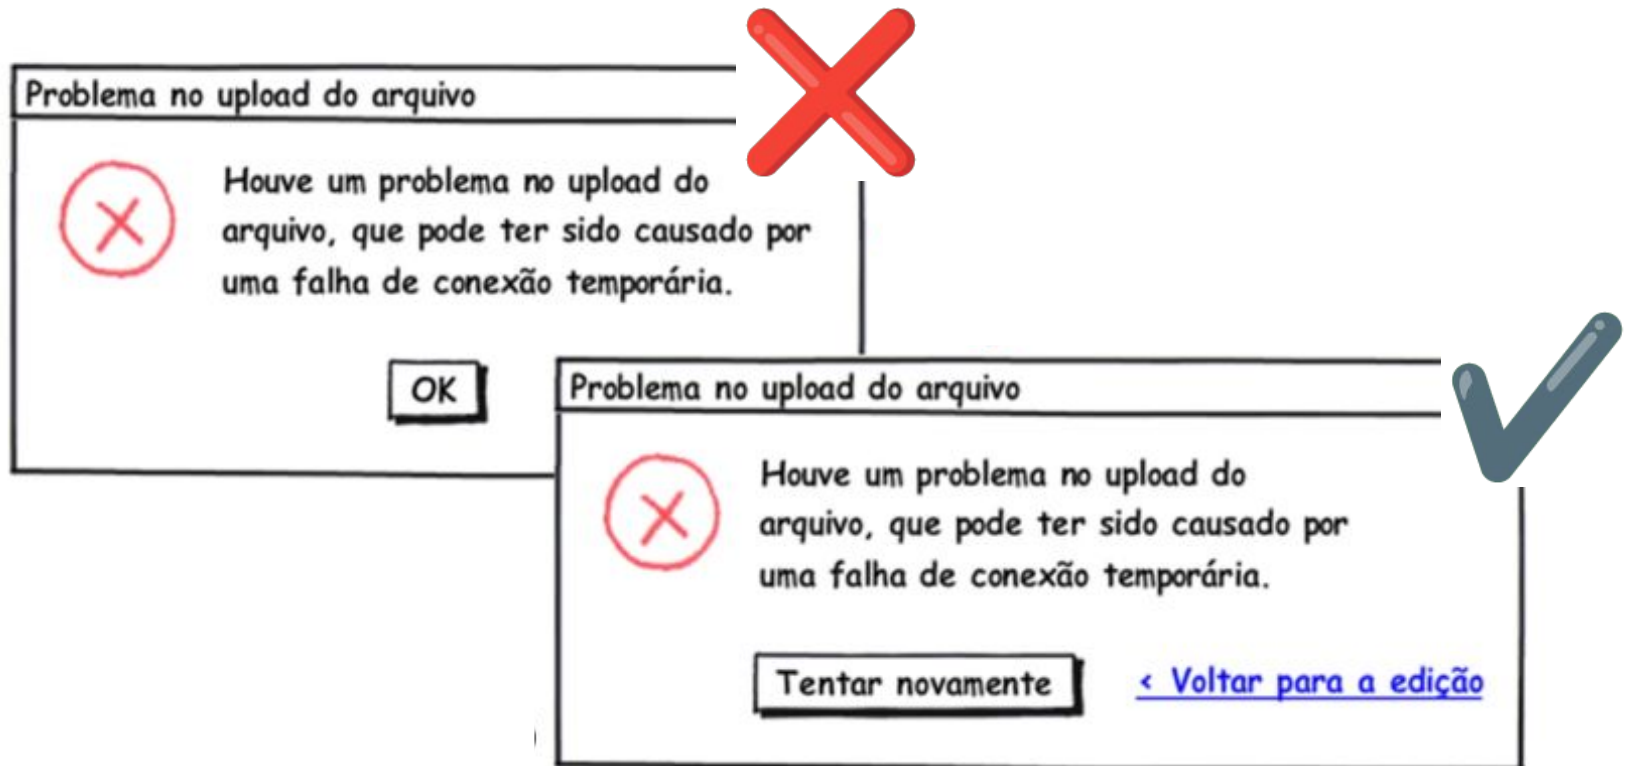 Problema no upload do arquivo
Houve um problema no upload do
arquivo, que pode ter sido causado por
uma falha de conexão temporária.
OK
Problema no upload do arquivo
Houve um problema no upload do
arquivo, que pode ter sido causado por
uma falha de conexão temporária.
Tentar novamente
< Voltar para a edição